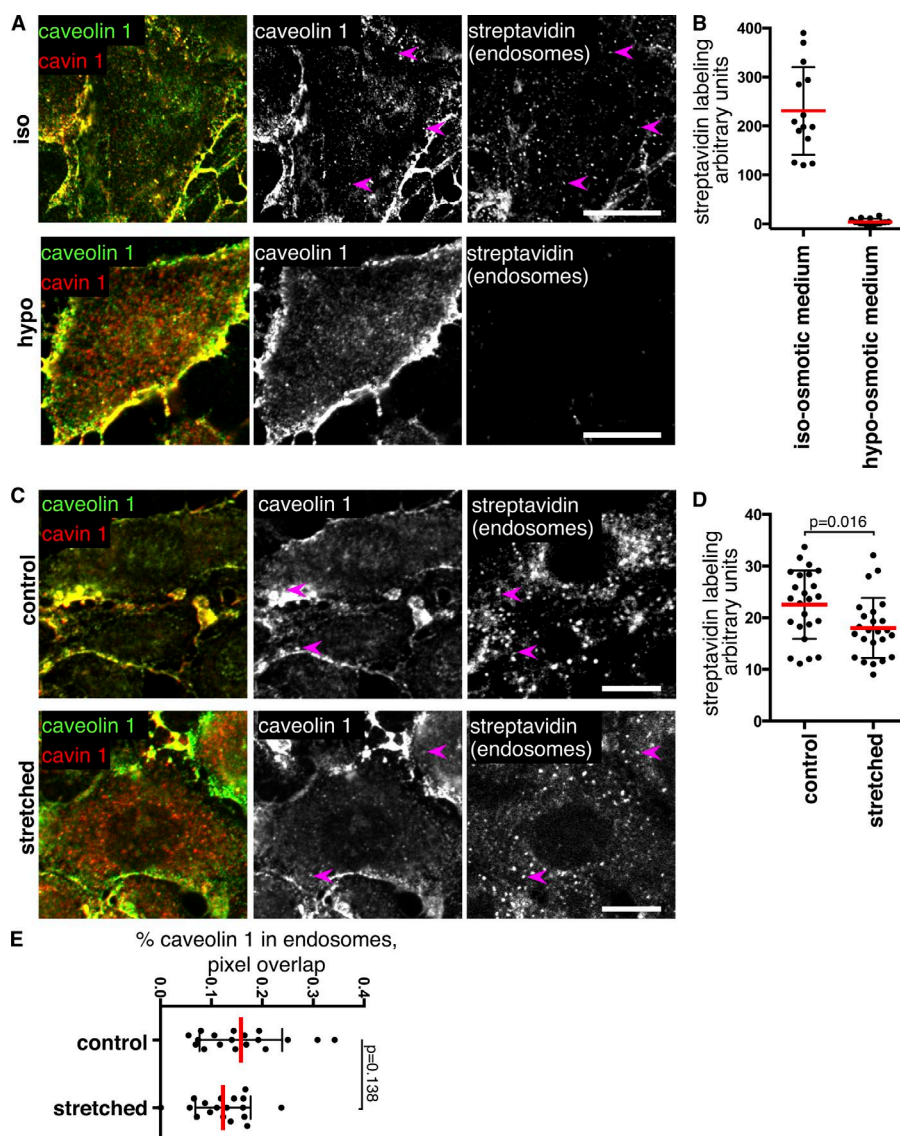 A
caveolin 1
cavin 1
caveolin 1
streptavidin
(endosomes)
iso
caveolin 1
cavin 1
caveolin 1
streptavidin
(endosomes)
hypo
B
streptavidin labeling
arbitrary units
400
300
200
100
0
iso-osmotic medium
hypo-osmotic medium
C
caveolin 1
cavin 1
caveolin 1
streptavidin
(endosomes)
control
caveolin 1
cavin 1
caveolin 1
streptavidin
(endosomes)
stretched
D
p=0.016
streptavidin labeling
arbitrary units
40
30
20
10
0
control
stretched
E
% caveolin 1 in endosomes,
pixel overlap
0.0
0.1
0.2
0.3
0.4
control
stretched
p=0.138